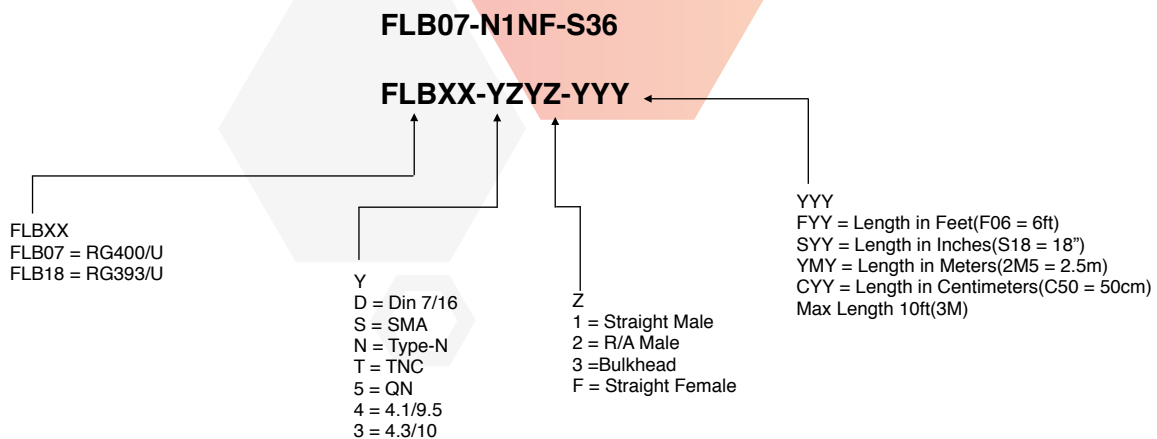 FLB07-N1NF-S36
FLBXX-YZYZ-YYY
FLBXX
FLB07 = RG400/U
FLB18 = RG393/U
Y
D = Din 7/16
S = SMA
N = Type-N
T = TNC
5 = QN
4 = 4.1/9.5
3 = 4.3/10
Z
1 = Straight Male
2 = R/A Male
3 =Bulkhead
F = Straight Female
YYY
FYY = Length in Feet(F06 = 6ft)
SYY = Length in Inches(S18 = 18”)
YMY = Length in Meters(2M5 = 2.5m)
CYY = Length in Centimeters(C50 = 50cm)
Max Length 10ft(3M)